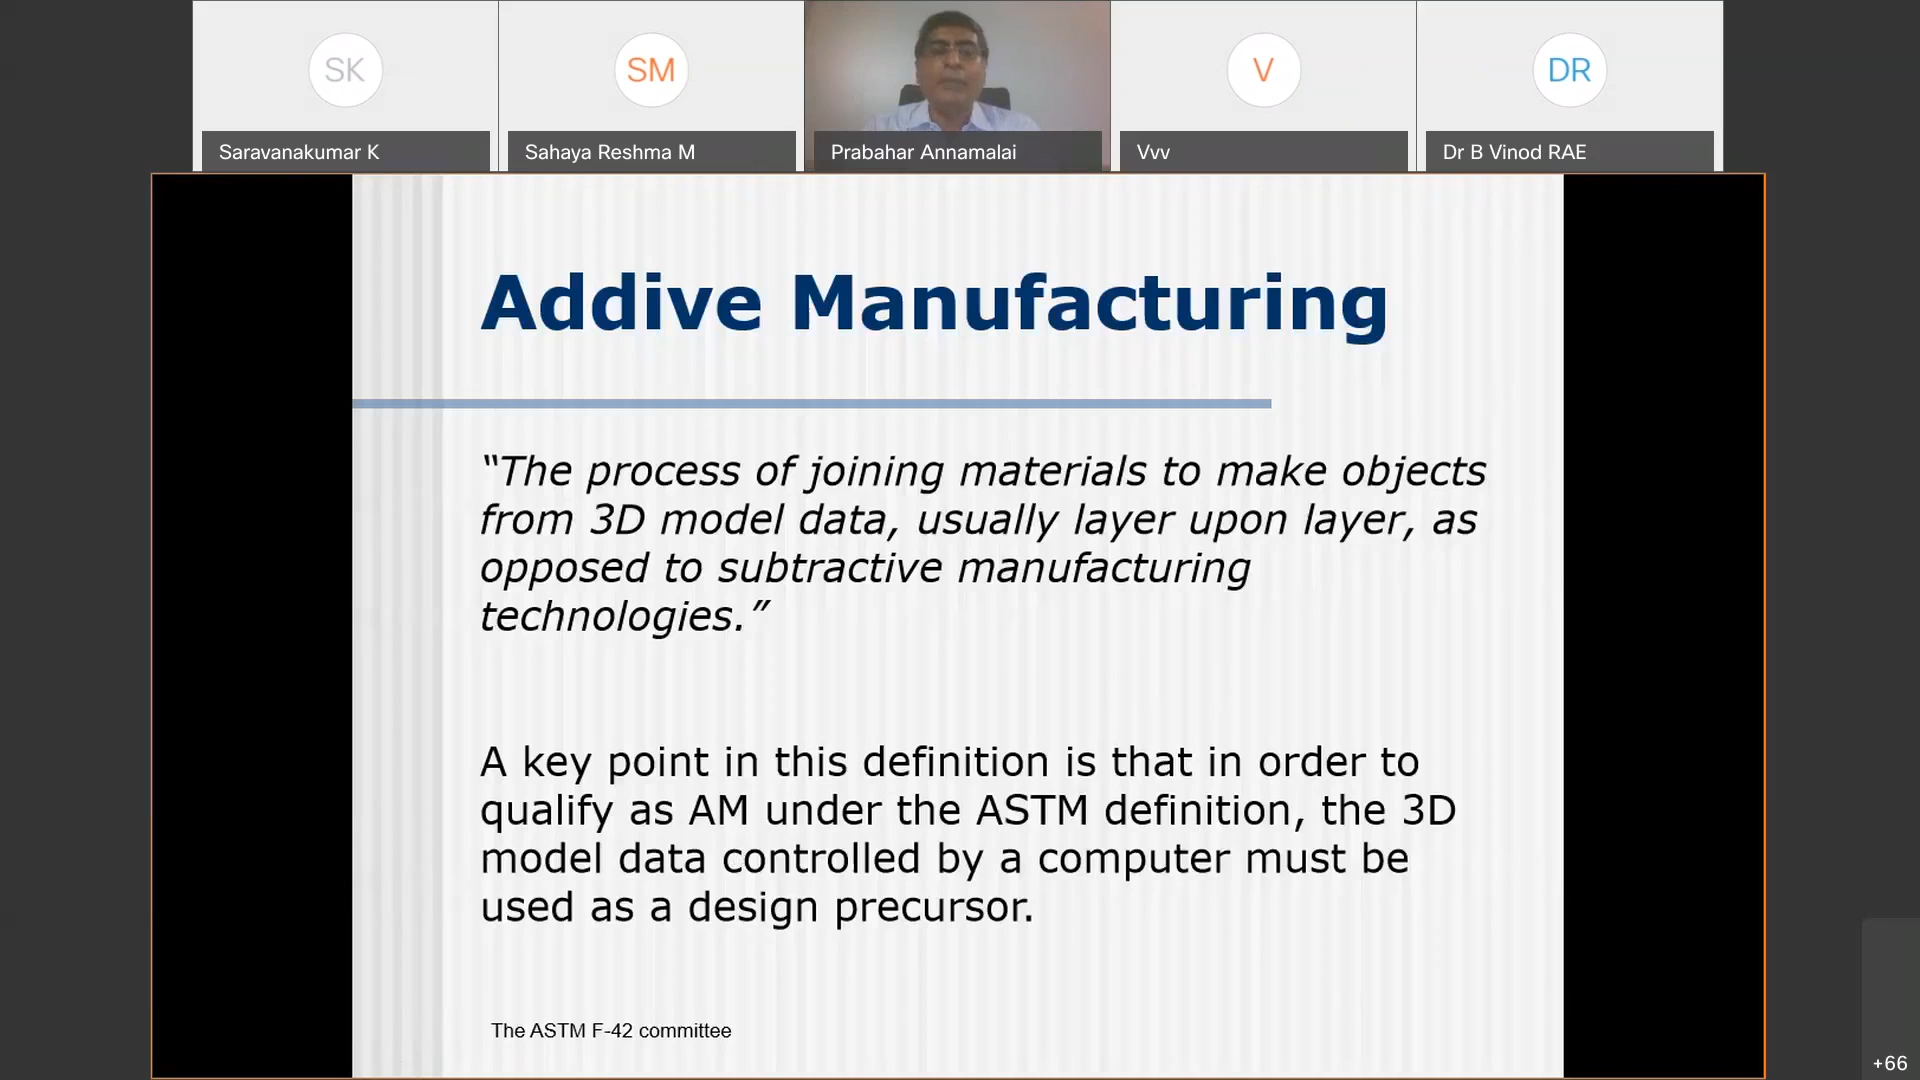 SK
SM
V
DR
Saravanakumar K
Sahaya Reshma M
Prabahar Annamalai
Vvv
Dr B Vinod RAE
Addive Manufacturing
“The process of joining materials to make objects
from 3D model data, usually layer upon layer, as
opposed to subtractive manufacturing
technologies.”
A key point in this definition is that in order to
qualify as AM under the ASTM definition, the 3D
model data controlled by a computer must be
used as a design precursor.
The ASTM F-42 committee
+66